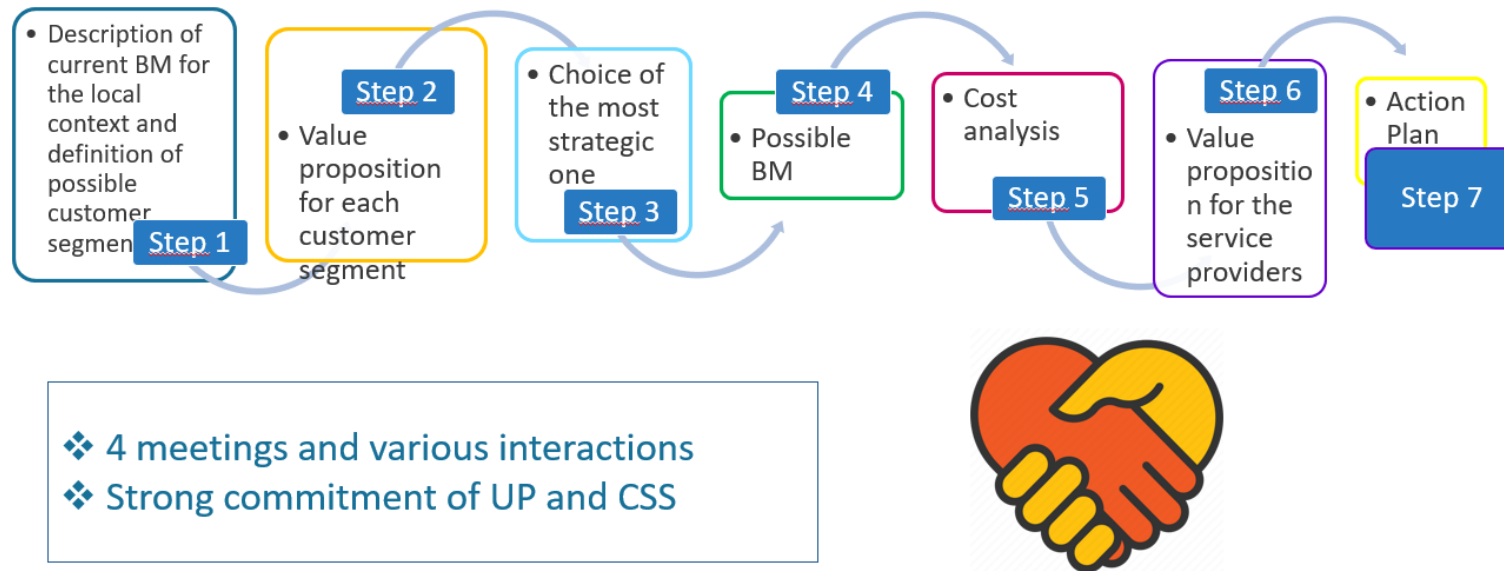 • Description of
current BM for
the local
context and
definition of
possible
customer
segmen
Step 1
Step 2
• Value
proposition
for each
customer
segment
• Choice of
the most
strategic
one
Step 3
Step 4
• Possible
BM
• Cost
analysis
Step 5
Step 6
• Value
propositio
n for the
service
providers
• Action
Plan
Step 7
❖ 4 meetings and various interactions
❖ Strong commitment of UP and CSS